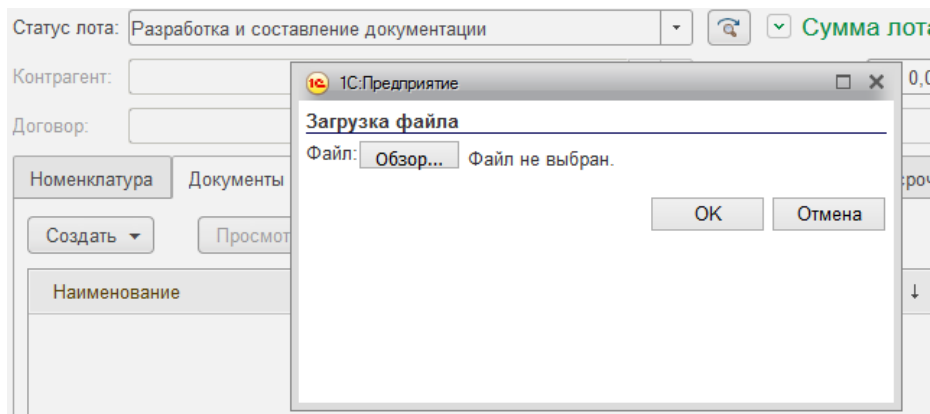 Статус лота: Разработка и составление документации Сумма лота
Контрагент: 0,0
1С:Предприятие
Загрузка файла
Договор:
Файл: Обзор... Файл не выбран.
Номенклатура Документы
OK Отмена
Создать Просмот
Наименование ↓